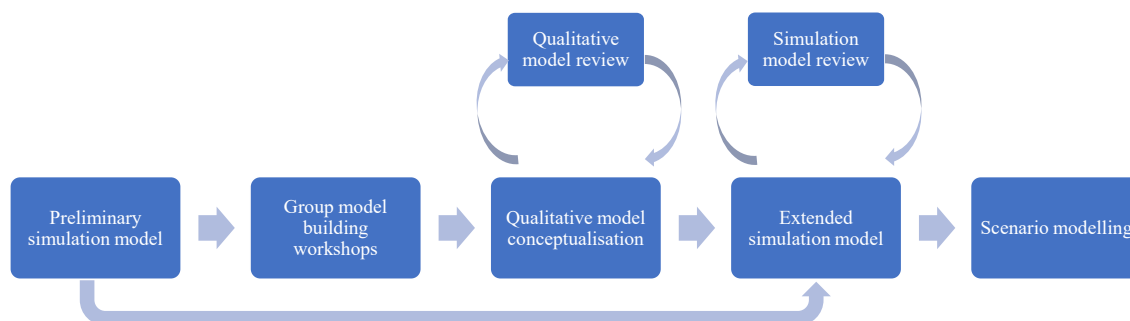 Qualitative
model review
Simulation
model review
Preliminary
simulation model
Group model
building
workshops
Qualitative model
conceptualisation
Extended
simulation model
Scenario modelling